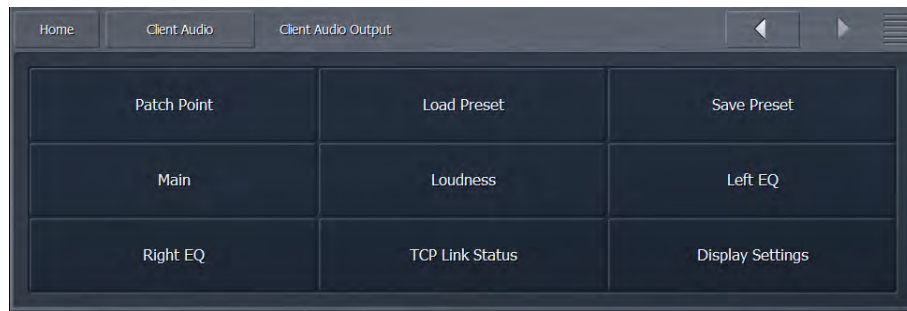 Home Client Audio Client Audio Output
Patch Point Load Preset Save Preset
Main Loudness Left EQ
Right EQ TCP Link Status Display Settings